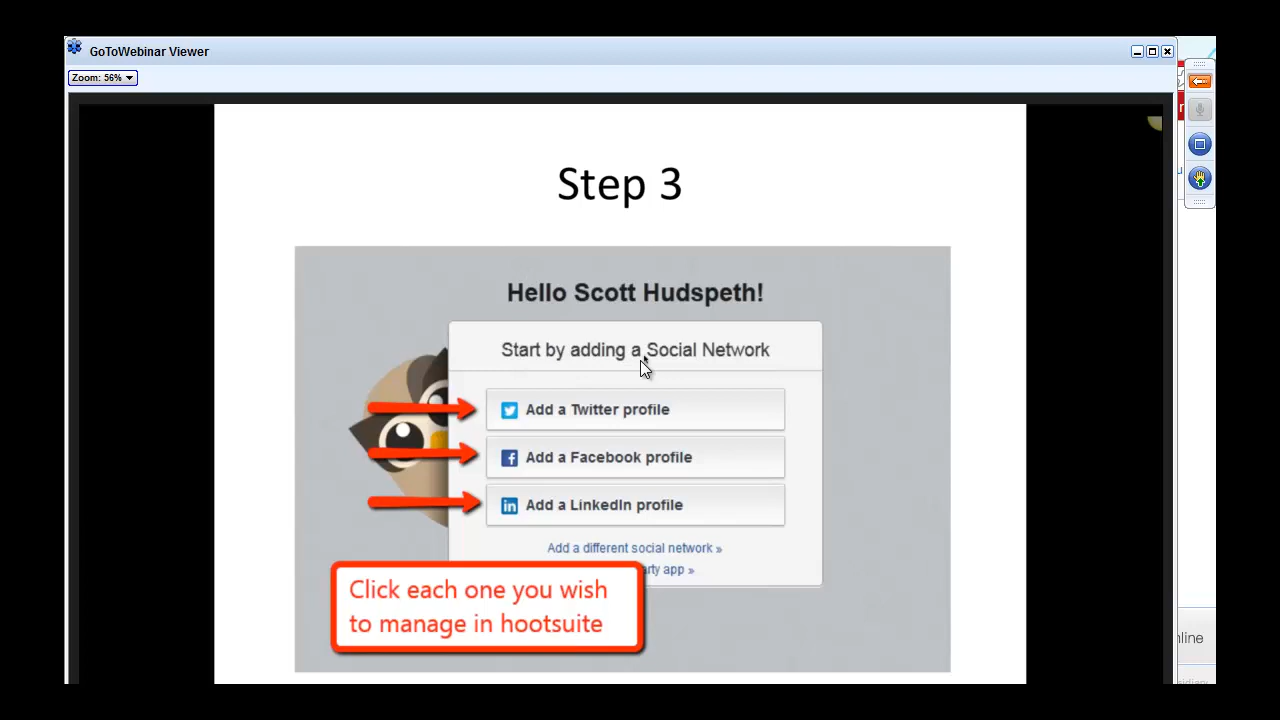 GoToWebinar Viewer
Zoom: 56%
Step 3
Hello Scott Hudspeth!
Start by adding a Social Network
Add a Twitter profile
Add a Facebook profile
Add a LinkedIn profile
Add a different social network »
app »
Click each one you wish
to manage in hootsuite